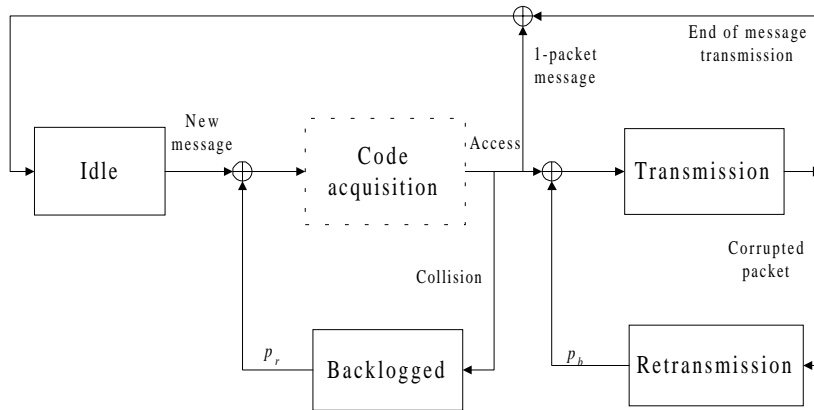 End of message
transmission
1-packet
message
New
message
Idle
Code
acquisition
Access
Transmission
Collision
Corrupted
packet
p_r
Backlogged
p_b
Retransmission